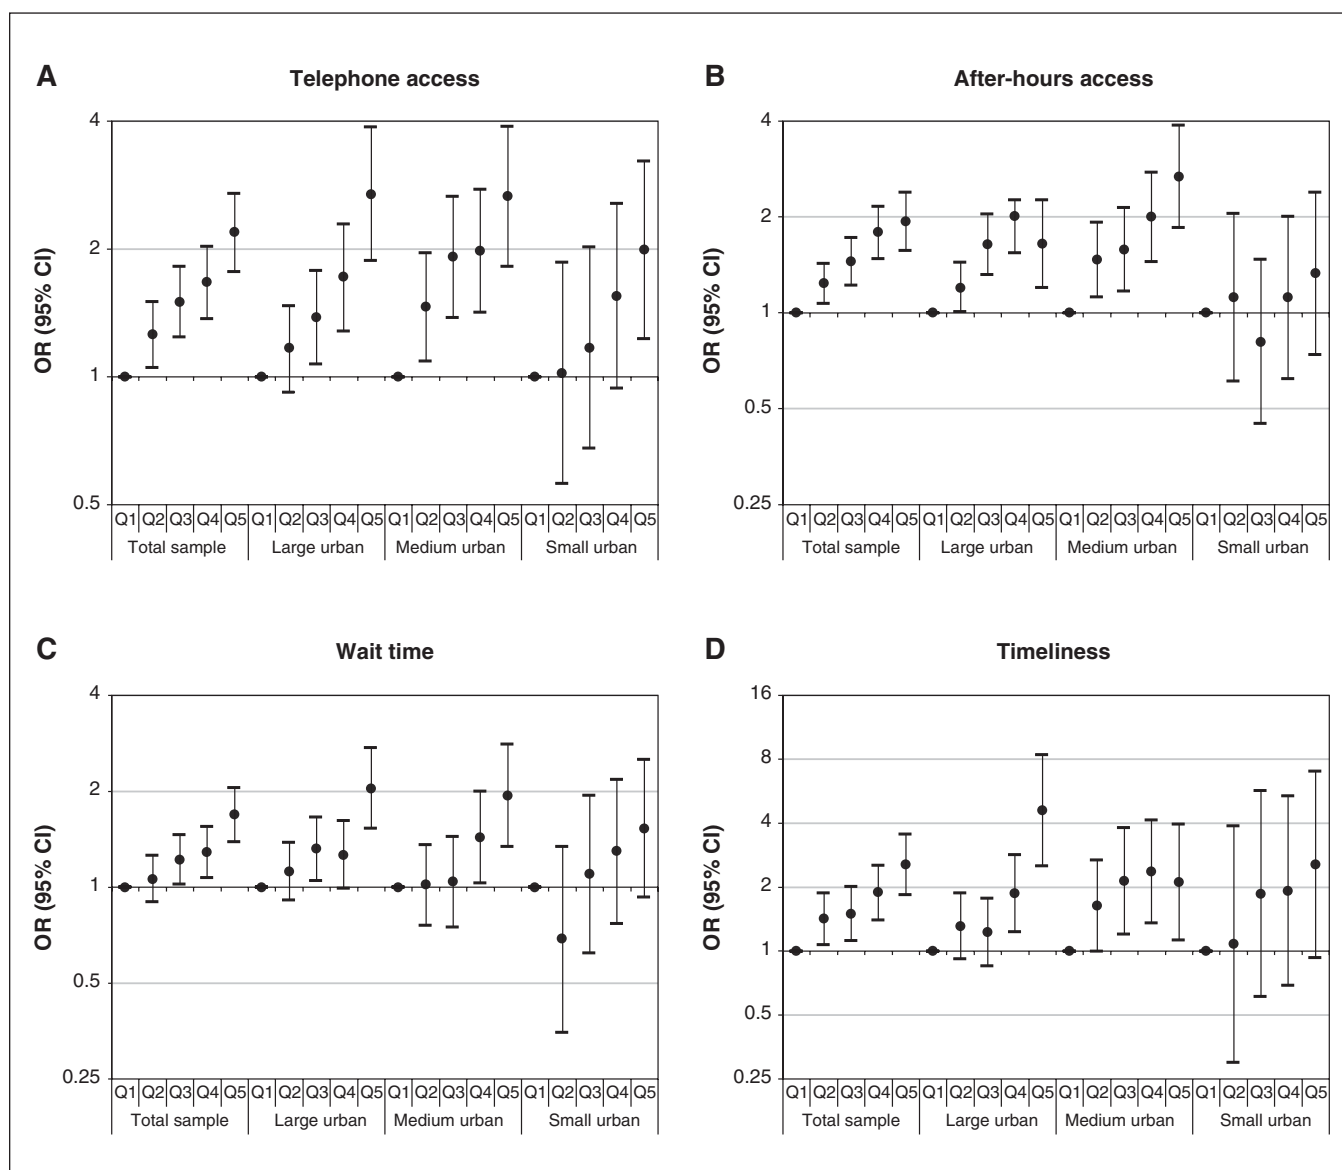 A Telephone access
4
2
1
0.5
OR (95% CI)
Q1 Q2 Q3 Q4 Q5 Q1 Q2 Q3 Q4 Q5 Q1 Q2 Q3 Q4 Q5 Q1 Q2 Q3 Q4 Q5
Total sample Large urban Medium urban Small urban
B After-hours access
4
2
1
0.5
0.25
OR (95% CI)
Q1 Q2 Q3 Q4 Q5 Q1 Q2 Q3 Q4 Q5 Q1 Q2 Q3 Q4 Q5 Q1 Q2 Q3 Q4 Q5
Total sample Large urban Medium urban Small urban
C Wait time
4
2
1
0.5
0.25
OR (95% CI)
Q1 Q2 Q3 Q4 Q5 Q1 Q2 Q3 Q4 Q5 Q1 Q2 Q3 Q4 Q5 Q1 Q2 Q3 Q4 Q5
Total sample Large urban Medium urban Small urban
D Timeliness
16
8
4
2
1
0.5
0.25
OR (95% CI)
Q1 Q2 Q3 Q4 Q5 Q1 Q2 Q3 Q4 Q5 Q1 Q2 Q3 Q4 Q5 Q1 Q2 Q3 Q4 Q5
Total sample Large urban Medium urban Small urban